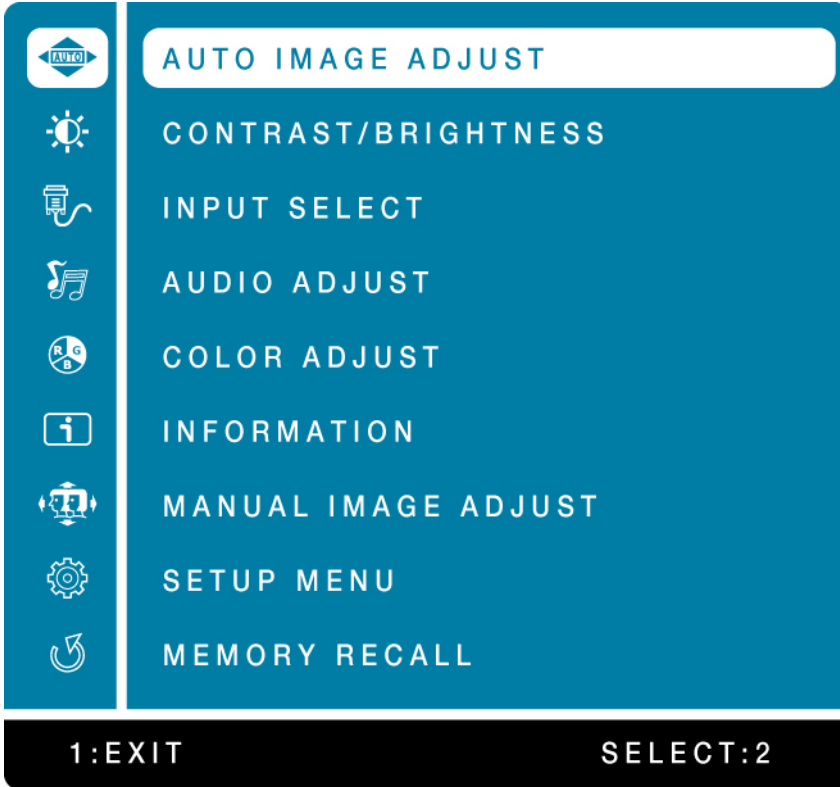 AUTO AUTO IMAGE ADJUST
CONTRAST/BRIGHTNESS
INPUT SELECT
AUDIO ADJUST
R G B COLOR ADJUST
i INFORMATION
MANUAL IMAGE ADJUST
SETUP MENU
MEMORY RECALL
1:EXIT SELECT:2